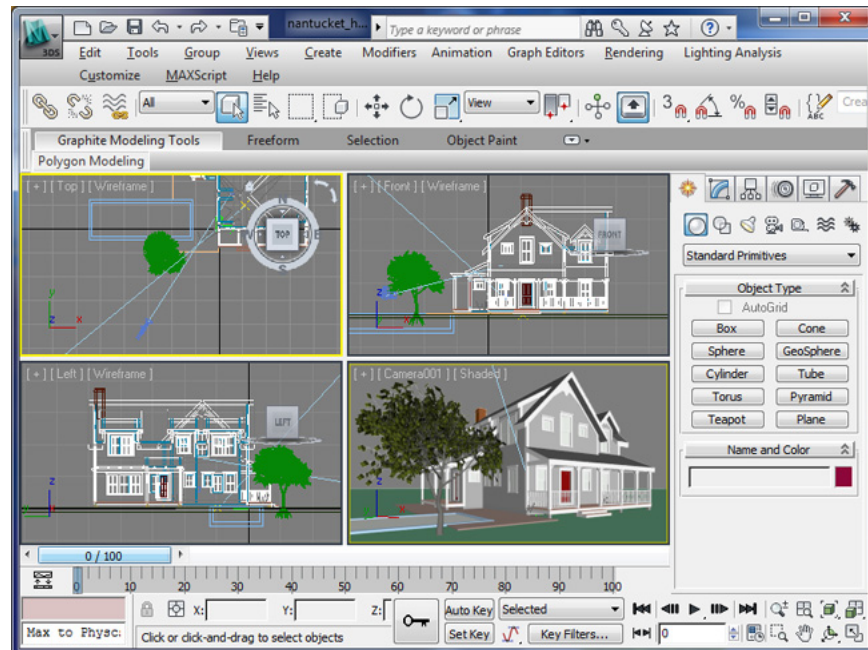 nantucket_h... Type a keyword or phrase
3DS Edit Tools Group Views Create Modifiers Animation Graph Editors Rendering Lighting Analysis
Customize MAXScript Help
All View 3 % ABC Crea
Graphite Modeling Tools Freeform Selection Object Paint
Polygon Modeling
[ + ] [ Top ] [ Wireframe ] [ + ] [ Front ] [ Wireframe ]
N
TOP E FRONT
S
y z
z x x
Standard Primitives
Object Type
AutoGrid
Box Cone
Sphere GeoSphere
Cylinder Tube
Torus Pyramid
Teapot Plane
[ + ] [ Left ] [ Wireframe ] [ + ] [ Camera001 ] [ Shaded ]
LEFT
z z
Name and Color
0 / 100
0 10 20 30 40 50 60 70 80 90 100
X: Y: Z: Auto Key Selected
Max to Physc: Click or click-and-drag to select objects Set Key Key Filters... 0